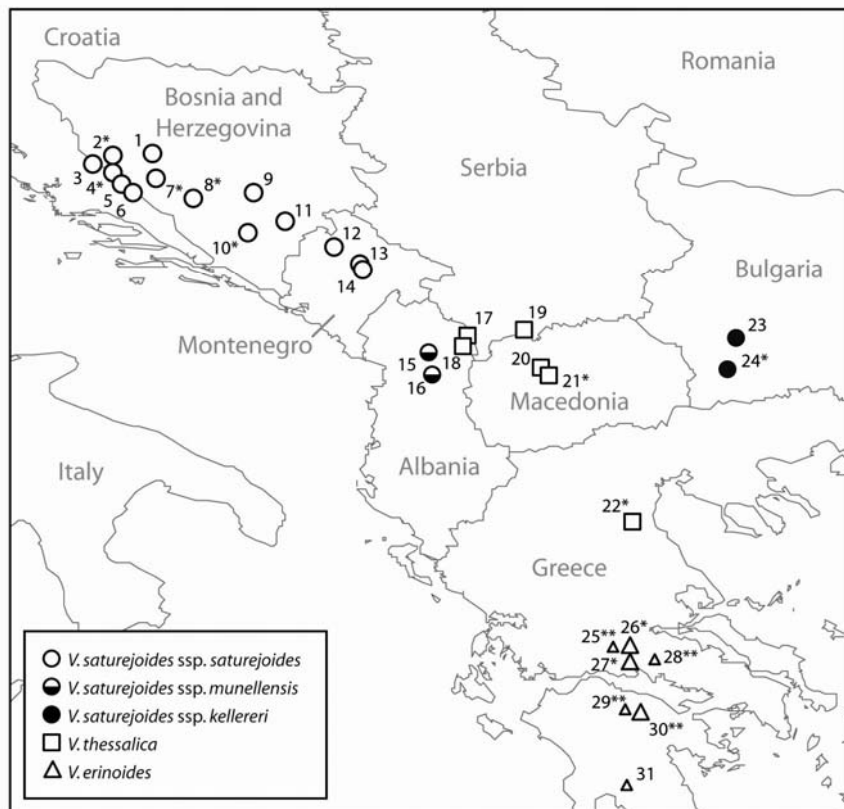 Croatia
Romania
Bosnia and
Herzegovina
Serbia
2*
1
3
4*
5
6
7*
8*
9
10*
11
12
13
14
Bulgaria
Montenegro
17
19
23
15
18
20
24*
16
21*
Macedonia
Italy
Albania
22*
Greece
25**
26*
27*
28**
29**
30**
31
V. saturejoides ssp. saturejoides
V. saturejoides ssp. munellensis
V. saturejoides ssp. kellereri
V. thessalica
V. erinoides